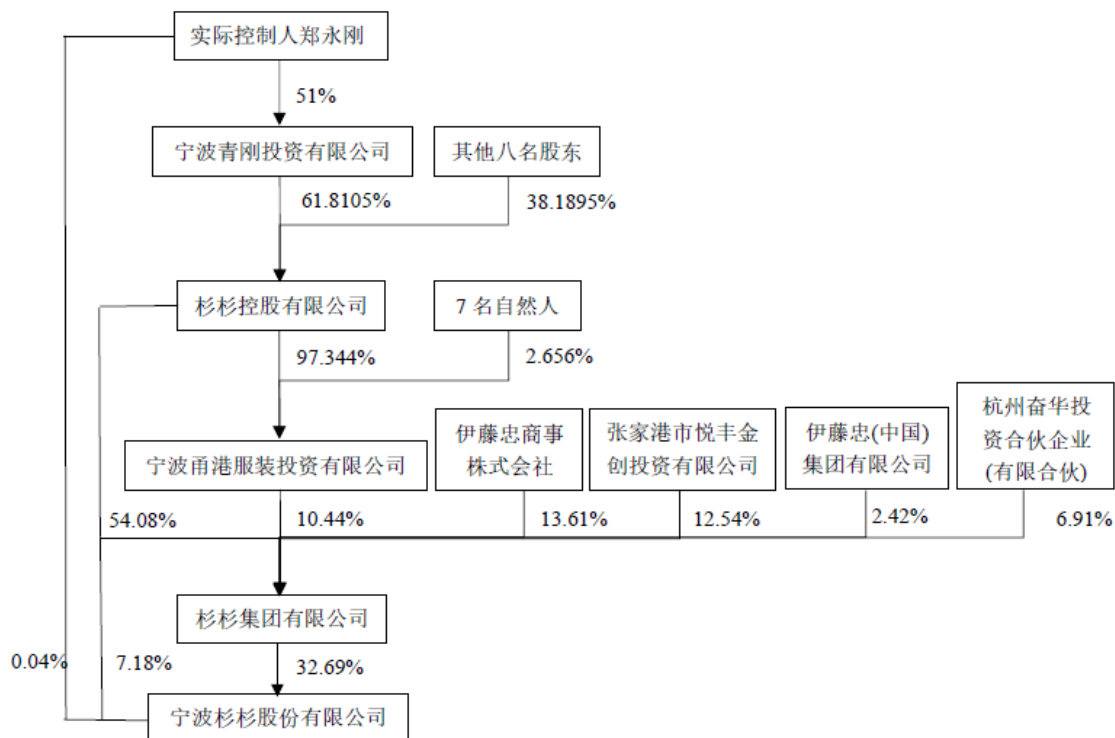 实际控制人郑永刚
51%
宁波青刚投资有限公司
其他八名股东
61.8105%
38.1895%
杉杉控股有限公司
7 名自然人
97.344%
2.656%
宁波甬港服装投资有限公司
伊藤忠商事
株式会社
张家港市悦丰金
创投资有限公司
伊藤忠(中国)
集团有限公司
杭州奋华投
资合伙企业
(有限合伙)
54.08%
10.44%
13.61%
12.54%
2.42%
6.91%
杉杉集团有限公司
0.04%
7.18%
32.69%
宁波杉杉股份有限公司